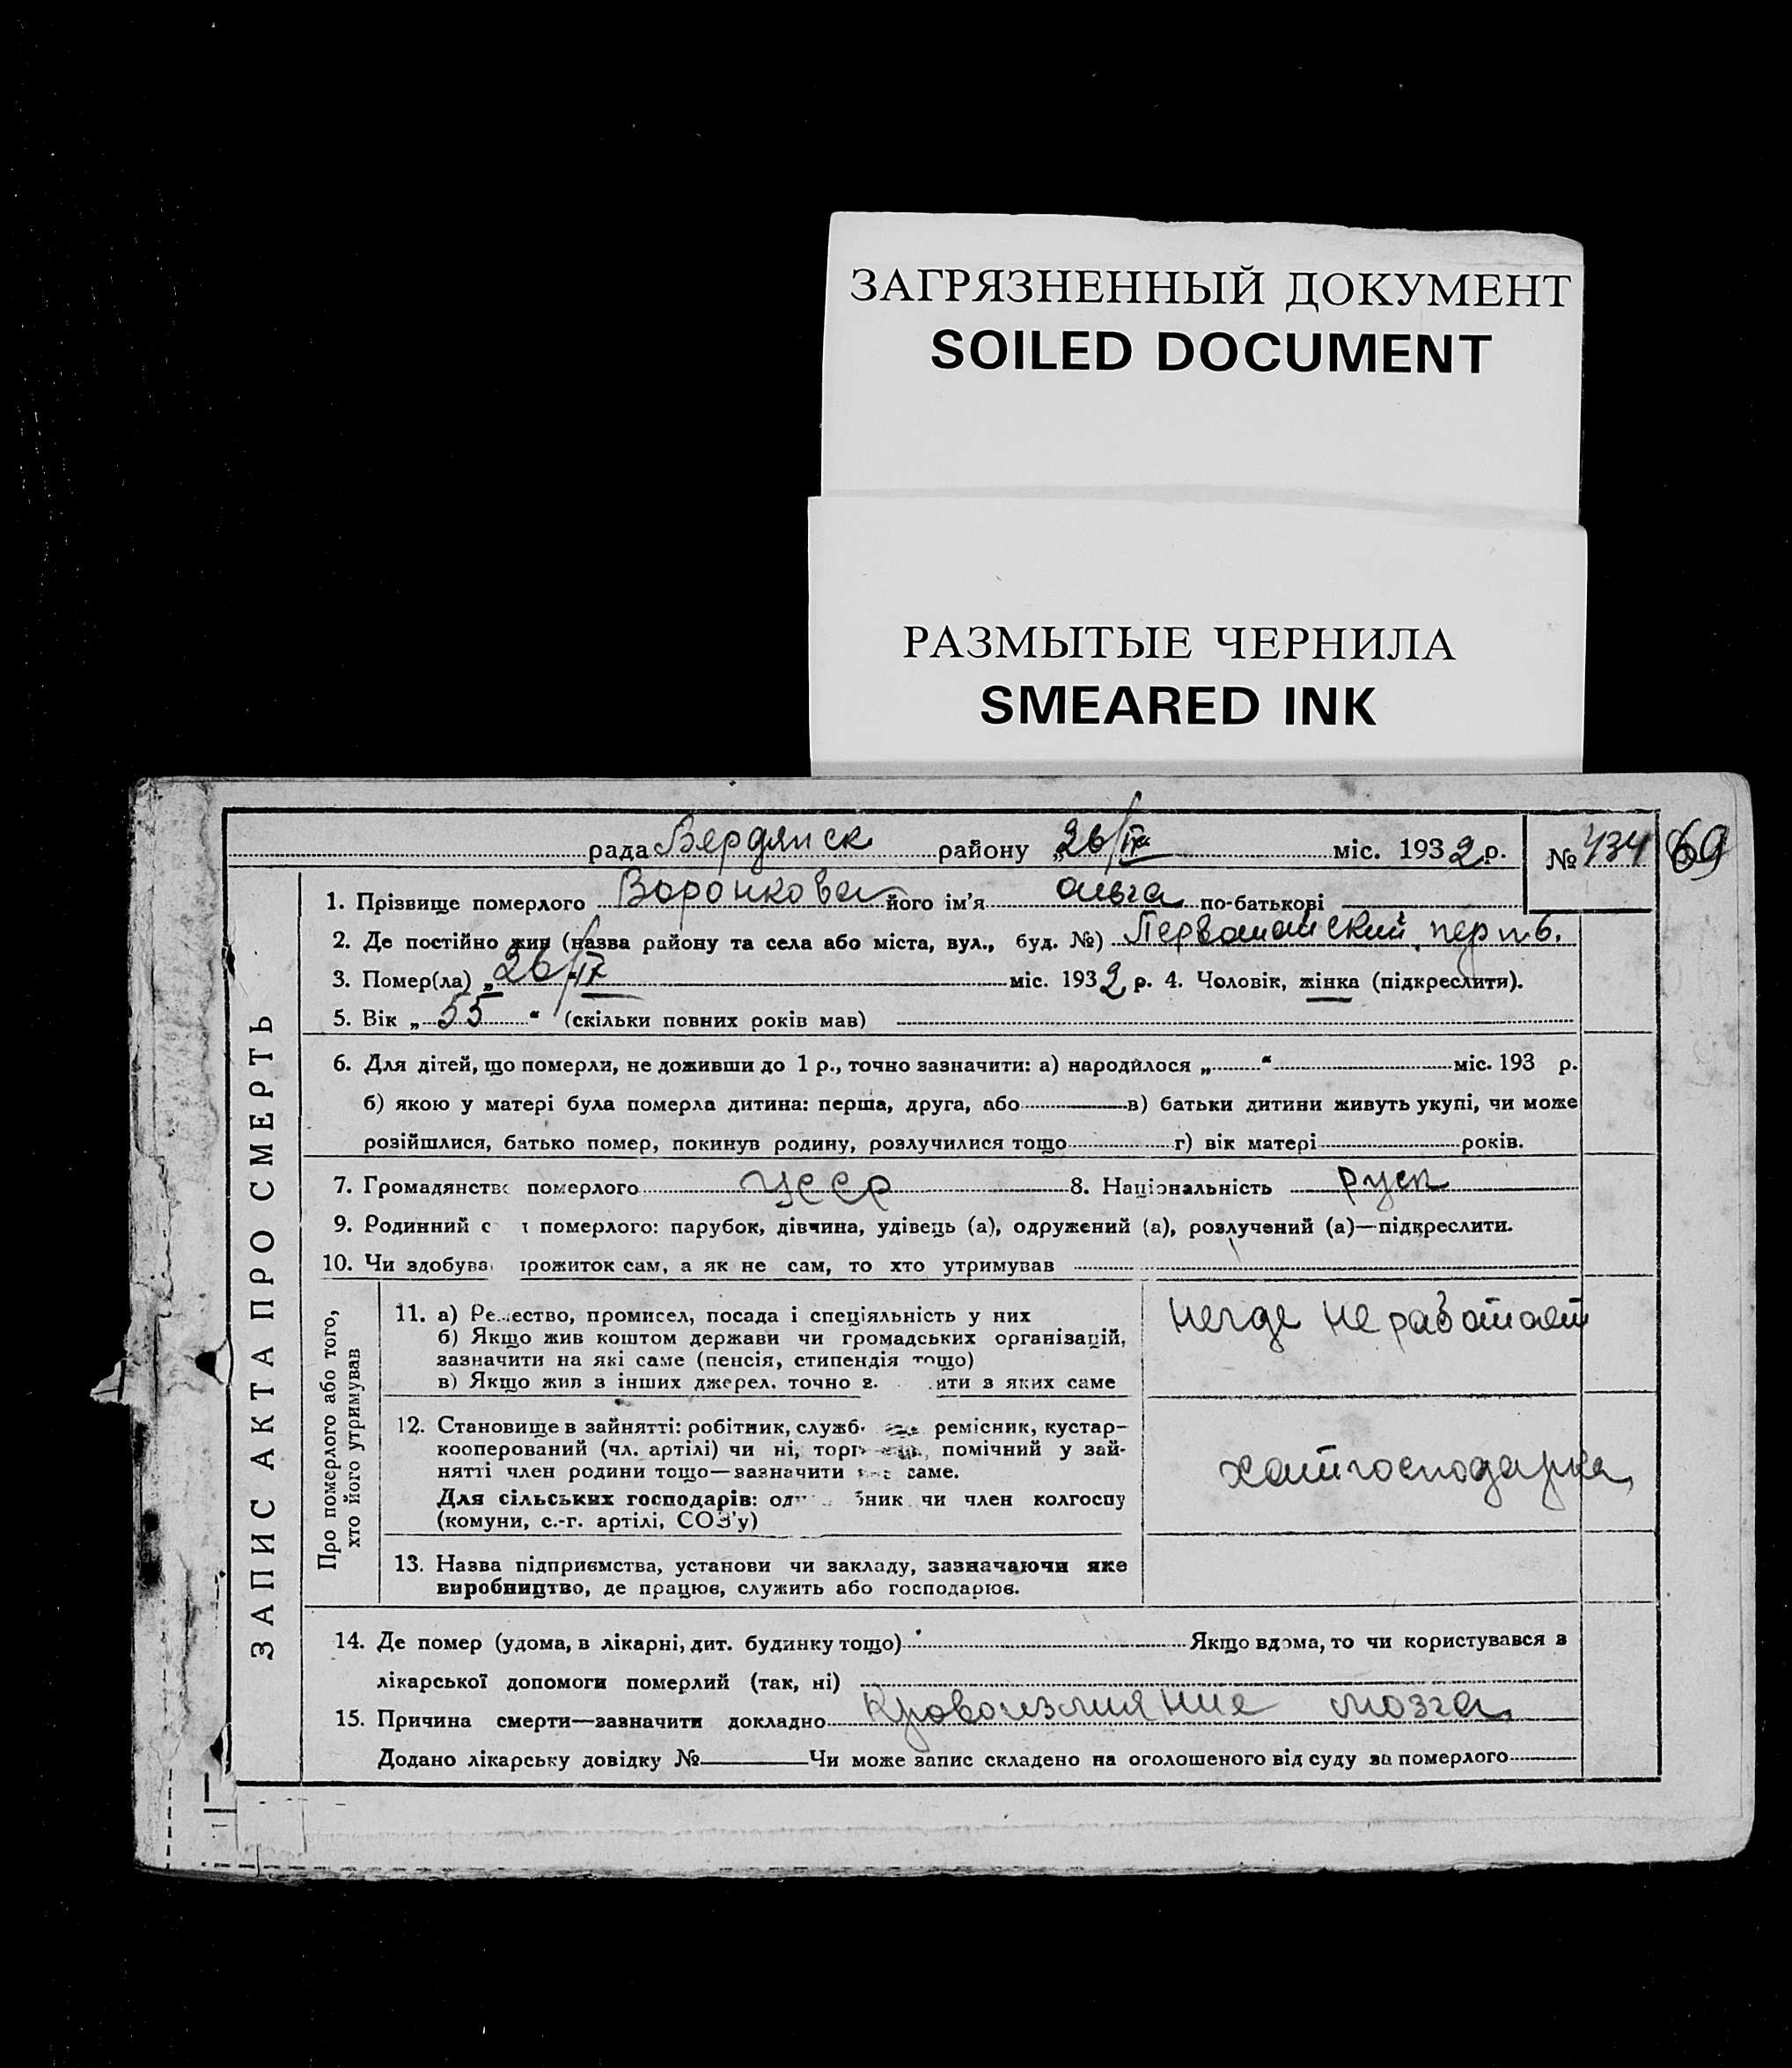 ЗАГРЯЗНЕННЫЙ ДОКУМЕНТ
SOILED DOCUMENT
РАЗМЫТЫЕ ЧЕРНИЛА
SMEARED INK
рада Бердянск району „26/IX міс. 1932 р. № 434 69
ЗАПИС АКТА ПРО СМЕРТЬ
1. Прізвище померлого Воронкова його ім'я Ольга по-батькові
2. Де постійно жив (назва району та села або міста, вул., буд. №) Первомайский
3. Помер(ла) „26/IX міс. 1932 р. 4. Чоловік, жінка (підкреслити).
5. Вік „55“ (скільки повних років мав)
6. Для дітей, що померли, не доживши до 1 р., точно зазначити: а) народилося „ “ міс. 193 р.
б) якою у матері була померла дитина: перша, друга, або в) батьки дитини живуть укупі, чи може
розійшлися, батько помер, покинув родину, розлучилися тощо г) вік матері років.
7. Громадянство померлого УССР 8. Національність руск
9. Родинний померлого: парубок, дівчина, удівець (а), одружений (а), розлучений (а)—підкреслити.
10. Чи здобував прожиток сам, а як не сам, то хто утримував
Про померлого або того,
хто його утримував
11. а) Ремество, промисел, посада і спеціяльність у них
б) Якщо жив коштом держави чи громадських організацій,
зазначити на які саме (пенсія, стипендія тощо)
в) Якщо жив з інших джерел, точно з яких саме
негде не работает
12. Становище в зайнятті: робітник, ремісник, кустар-
кооперований (чл. артілі) чи ні, помічний у зай-
нятті член родини тощо—зазначити саме.
Для сільських господарів: чи член колгоспу
(комуни, с.-г. артілі, СОЗ'у)
хатгосподарка
13. Назва підприємства, установи чи закладу, зазначаючи яке
виробництво, де працює, служить або господарює.
14. Де помер (удома, в лікарні, дит. будинку тощо) Якщо вдома, то чи користувався з
лікарської допомоги померлий (так, ні)
15. Причина смерти—зазначити докладно Кровоизлияние мозга
Додано лікарську довідку № Чи може запис складено на оголошеного від суду за померлого